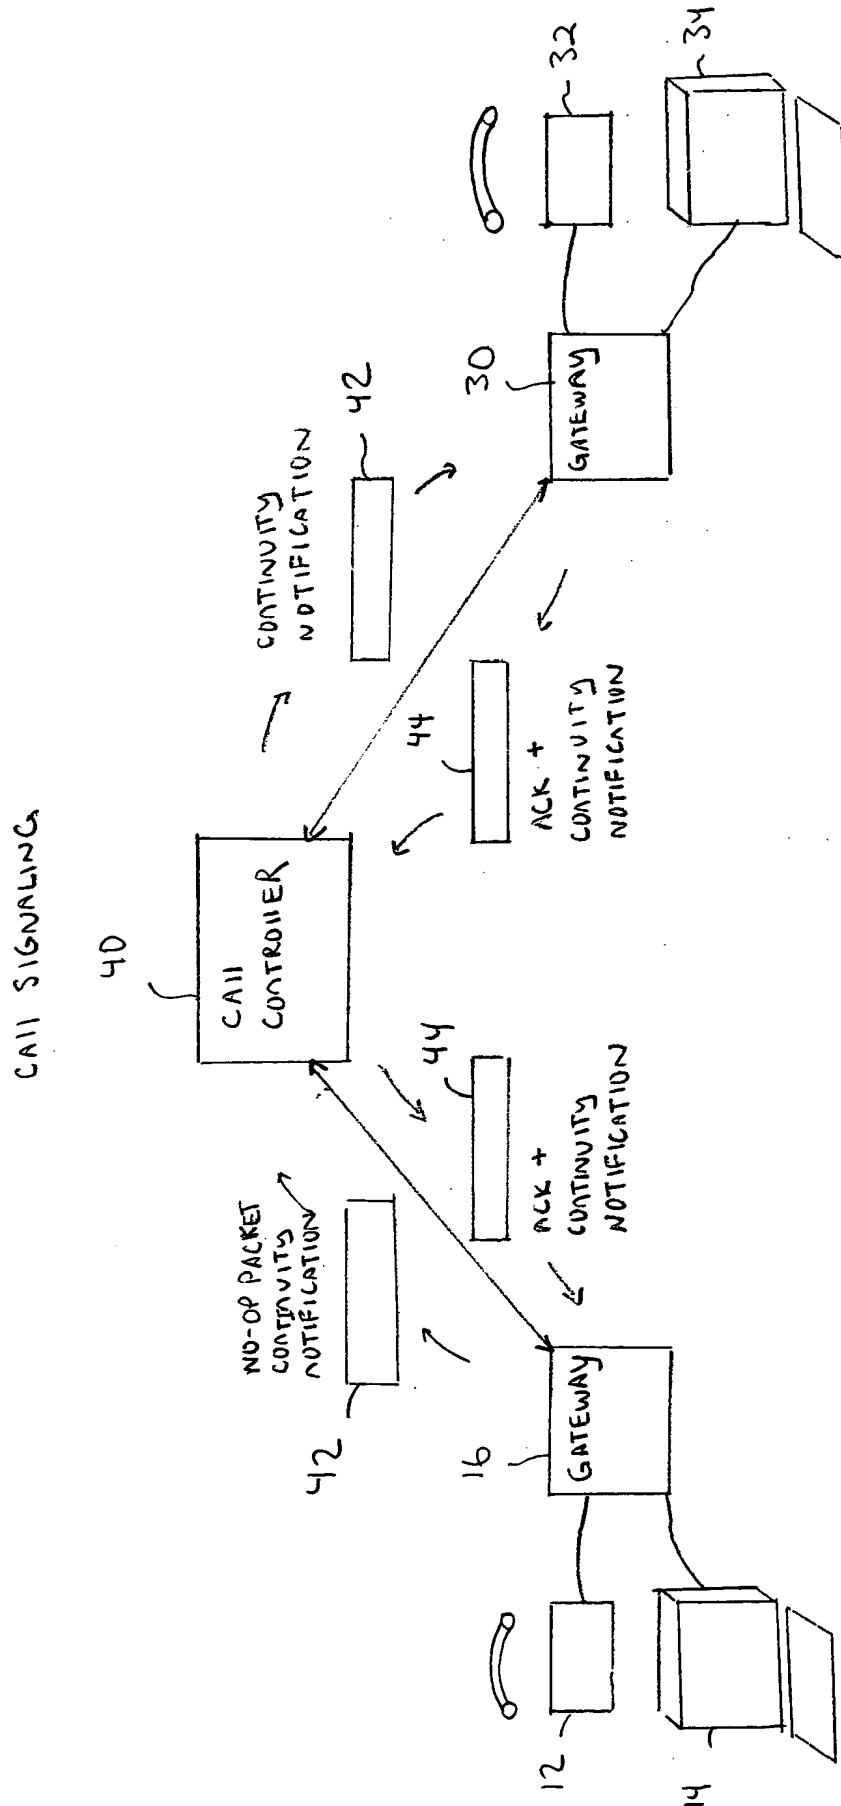 CAll SIGNALING
40
CAll
CONTROllER
NO-OP PACKET
CONTINUITY
NOTIFICATION
42
CONTINUITY
NOTIFICATION
42
44
ACK +
CONTINUITY
NOTIFICATION
44
ACK +
CONTINUITY
NOTIFICATION
16
GATEWAY
30
GATEWAY
12
14
32
34